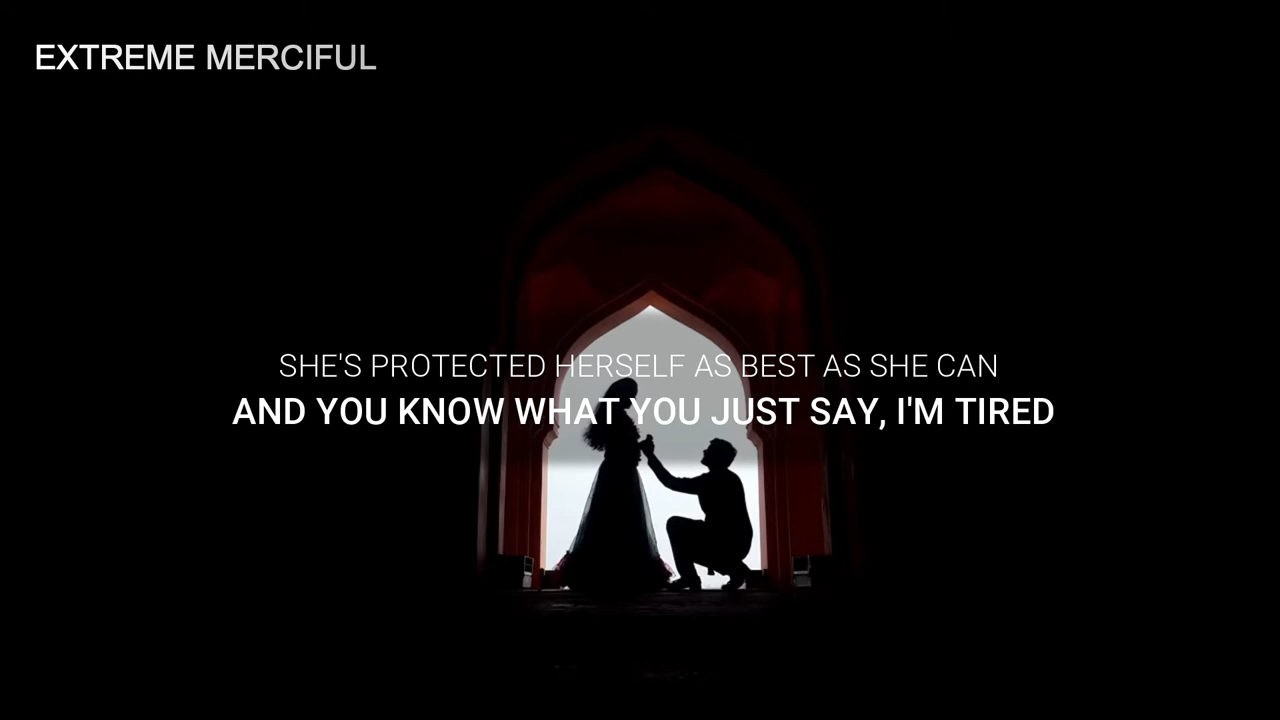 EXTREME MERCIFUL
SHE'S PROTECTED HERSELF AS BEST AS SHE CAN
AND YOU KNOW WHAT YOU JUST SAY, I'M TIRED